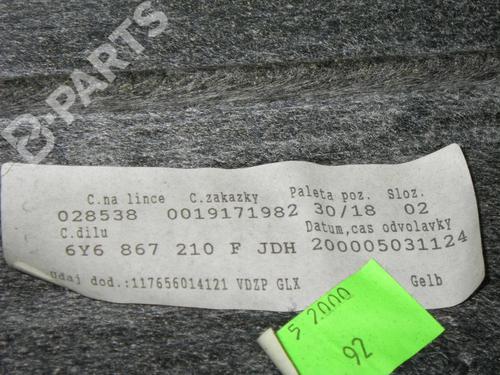 B-PARTS
C.na lince C.zakazky Paleta poz. Sloz.
028538 0019171982 30/18 02
C.dilu Datum,cas odvolavky
6Y6 867 210 F JDH 200005031124
Udaj dod.:117656014121 VDZP GLX Gelb
5 2000
92